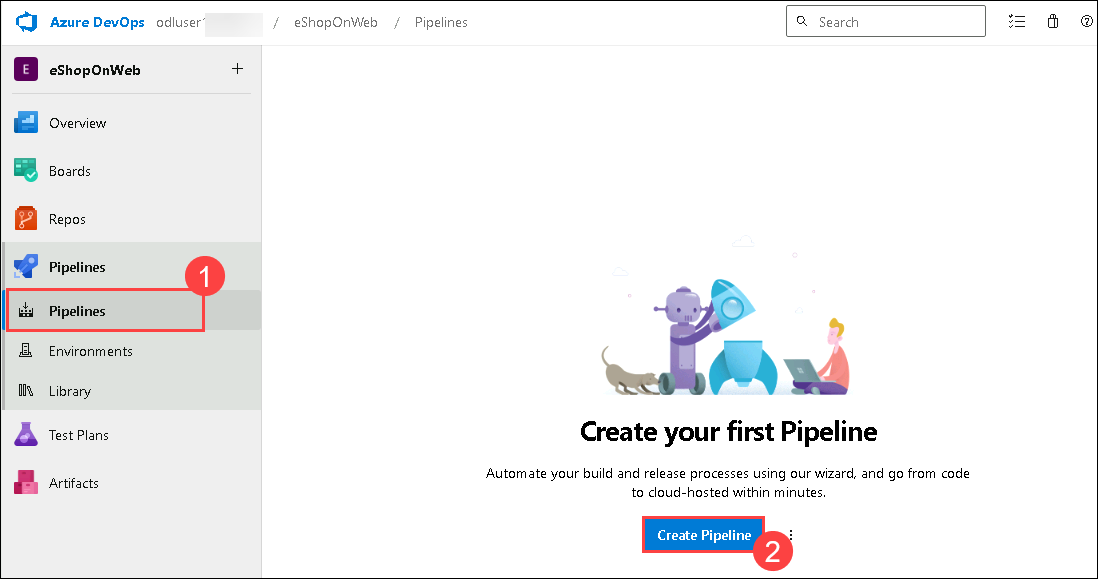 Azure DevOps odluser1 / eShopOnWeb / Pipelines
Search
E eShopOnWeb +
Overview
Boards
Repos
Pipelines
1
Pipelines
Environments
Library
Test Plans
Artifacts
Create your first Pipeline
Automate your build and release processes using our wizard, and go from code
to cloud-hosted within minutes.
Create Pipeline
2